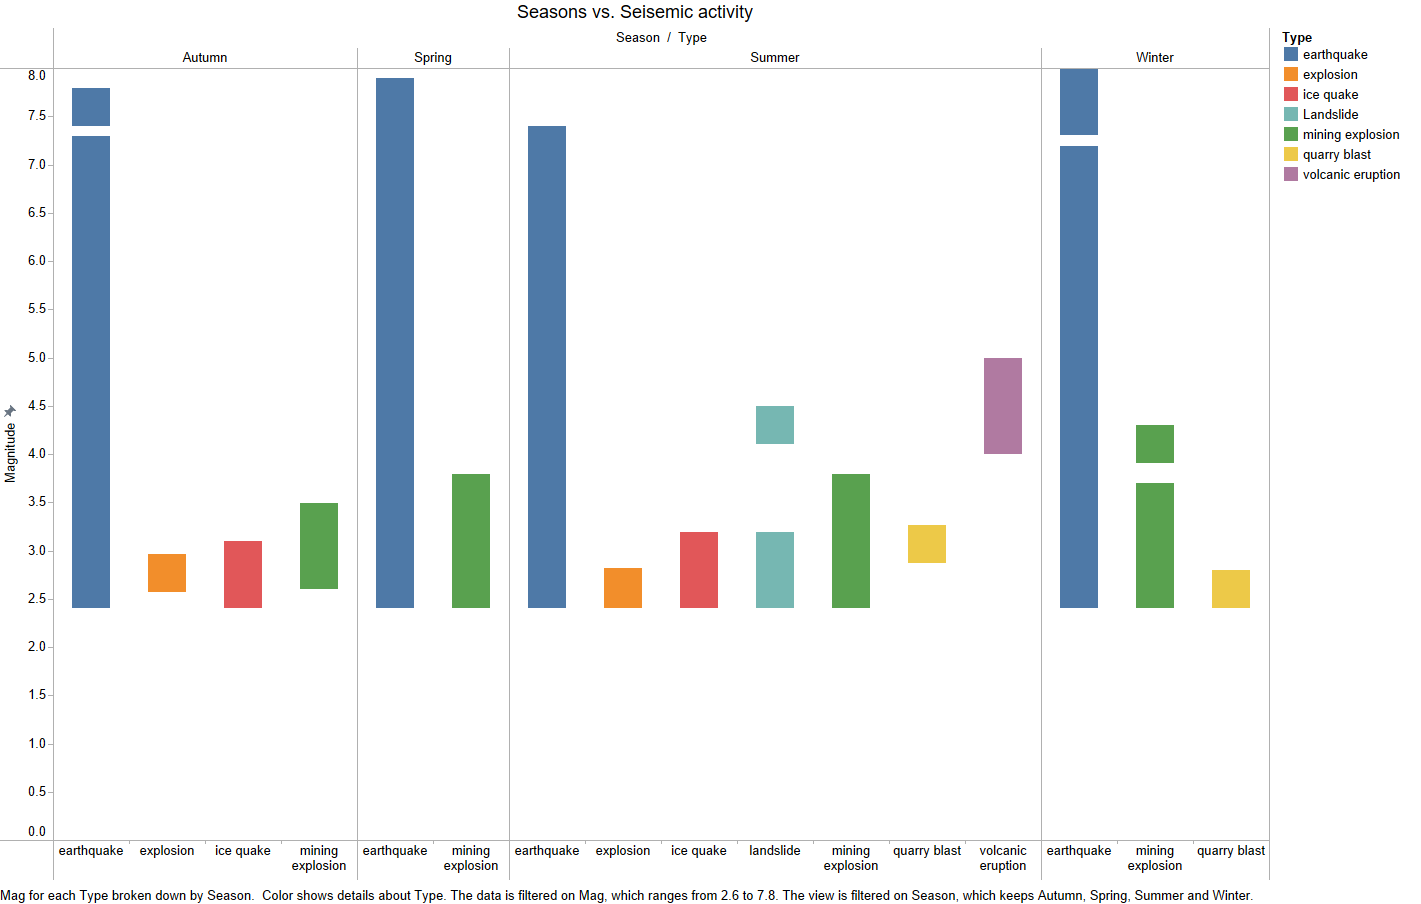 Seasons vs. Seisemic activity
Season / Type
Autumn
Spring
Summer
Winter
8.0
7.5
7.0
6.5
6.0
5.5
5.0
4.5
4.0
3.5
3.0
2.5
2.0
1.5
1.0
0.5
0.0
Magnitude
earthquake
explosion
ice quake
mining
explosion
earthquake
mining
explosion
earthquake
explosion
ice quake
landslide
mining
explosion
quarry blast
volcanic
eruption
earthquake
mining
explosion
quarry blast
Type
earthquake
explosion
ice quake
Landslide
mining explosion
quarry blast
volcanic eruption
Mag for each Type broken down by Season.  Color shows details about Type. The data is filtered on Mag, which ranges from 2.6 to 7.8. The view is filtered on Season, which keeps Autumn, Spring, Summer and Winter.